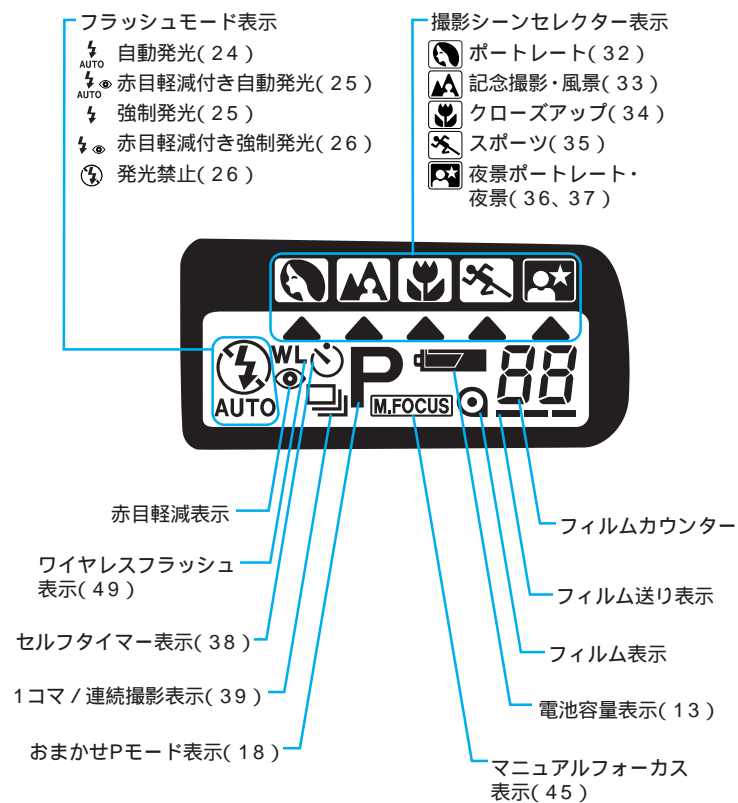 フラッシュモード表示
AUTO 自動発光(24)
AUTO 赤目軽減付き自動発光(25)
強制発光(25)
赤目軽減付き強制発光(26)
発光禁止(26)
撮影シーンセレクター表示
ポートレート(32)
記念撮影・風景(33)
クローズアップ(34)
スポーツ(35)
夜景ポートレート・
夜景(36、37)
WL
P
88
AUTO
M.FOCUS
赤目軽減表示
ワイヤレスフラッシュ
表示(49)
セルフタイマー表示(38)
1コマ/連続撮影表示(39)
おまかせPモード表示(18)
フィルムカウンター
フィルム送り表示
フィルム表示
電池容量表示(13)
マニュアルフォーカス
表示(45)